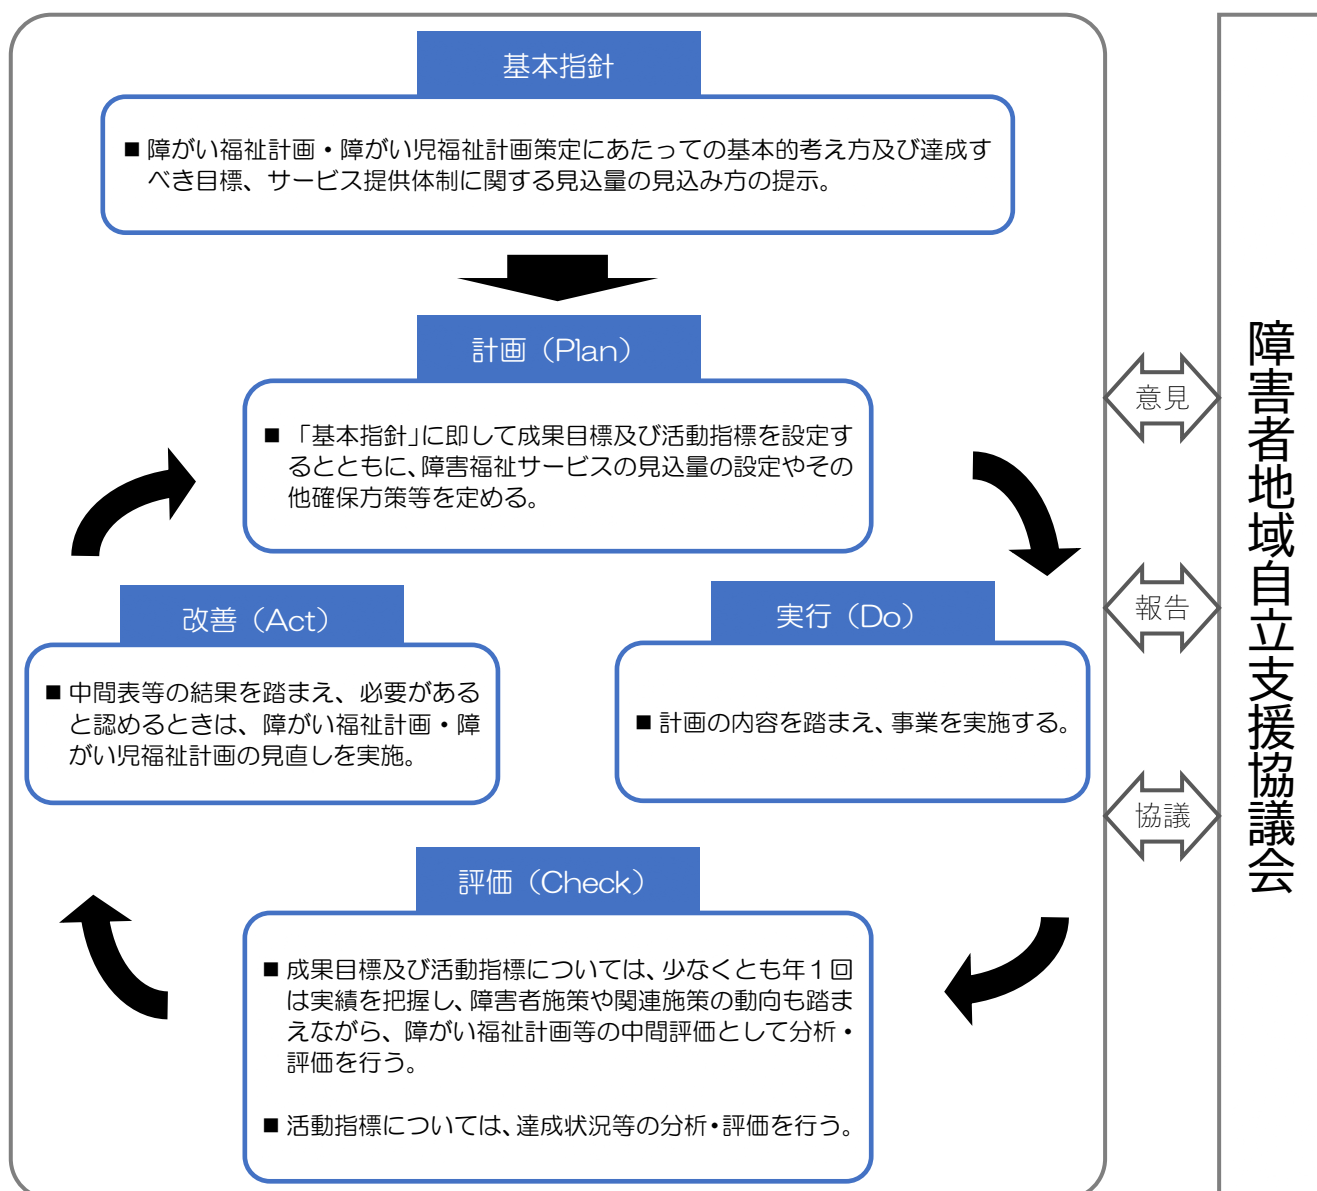 基本指針
■ 障がい福祉計画・障がい児福祉計画策定にあたっての基本的考え方及び達成す
べき目標、サービス提供体制に関する見込量の見込み方の提示。
計画（Plan）
■ 「基本指針」に即して成果目標及び活動指標を設定す
るとともに、障害福祉サービスの見込量の設定やその
他確保方策等を定める。
改善（Act）
■ 中間表等の結果を踏まえ、必要がある
と認めるときは、障がい福祉計画・障
がい児福祉計画の見直しを実施。
実行（Do）
■ 計画の内容を踏まえ、事業を実施する。
評価（Check）
■ 成果目標及び活動指標については、少なくとも年１回
は実績を把握し、障害者施策や関連施策の動向も踏ま
えながら、障がい福祉計画等の中間評価として分析・
評価を行う。
■ 活動指標については、達成状況等の分析・評価を行う。
意見
報告
協議
障害者地域自立支援協議会